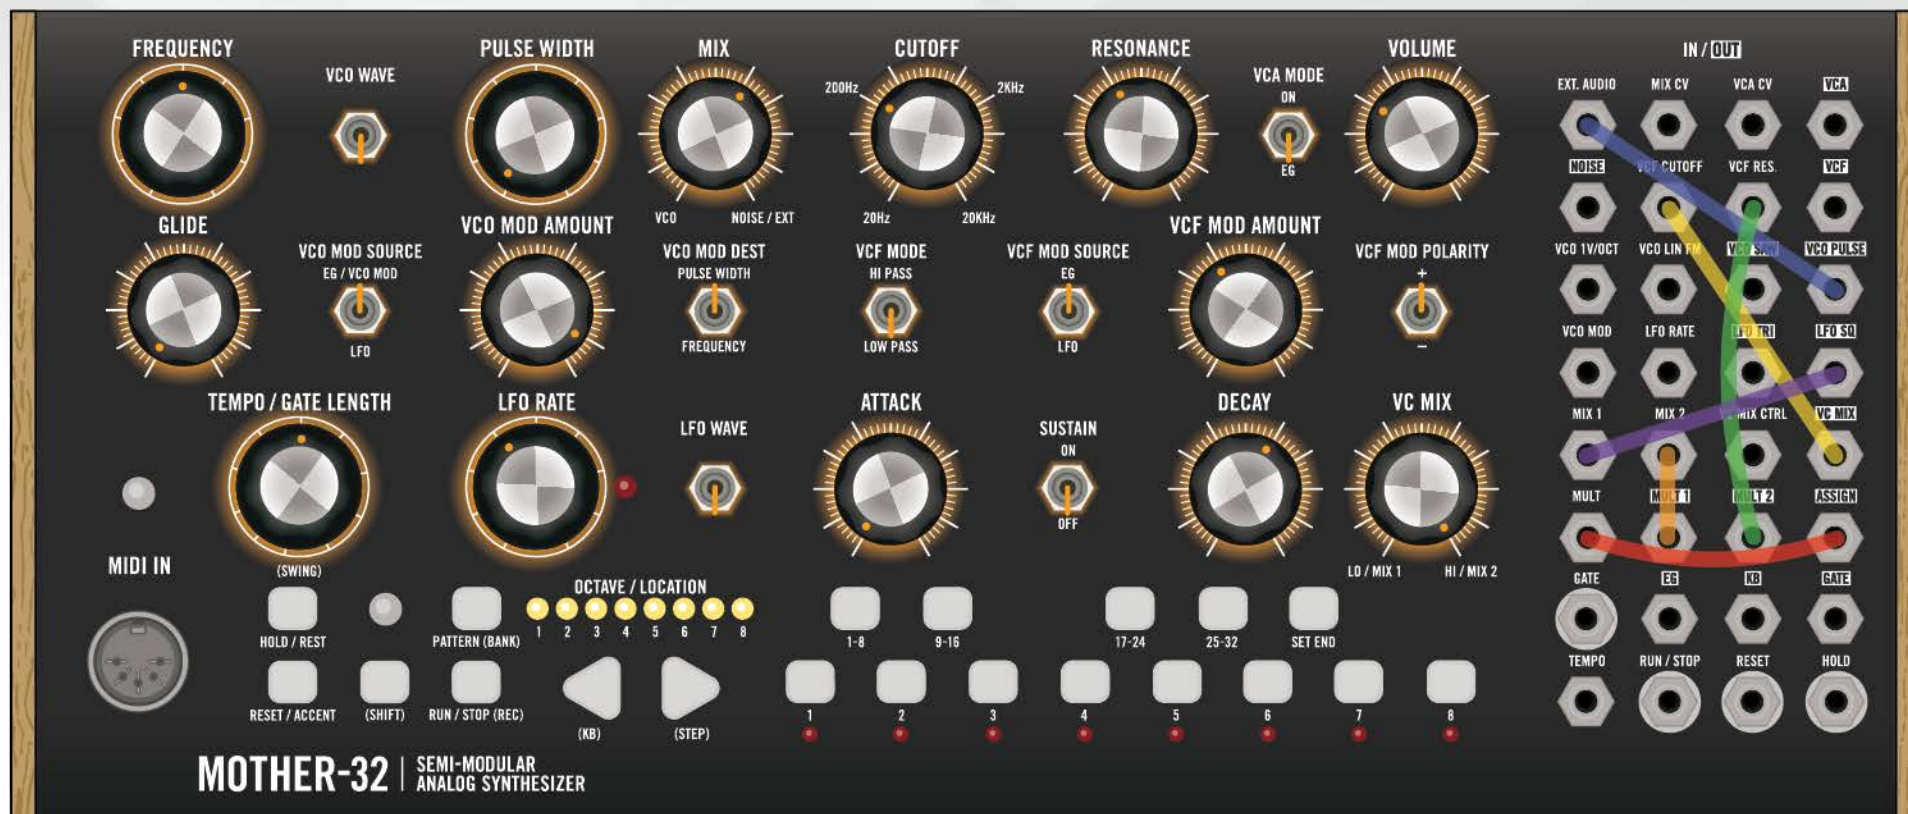 FREQUENCY
VCO WAVE
PULSE WIDTH
MIX
VCO
NOISE / EXT
CUTOFF
200Hz
2KHz
20Hz
20KHz
RESONANCE
VCA MODE
ON
EG
VOLUME
GLIDE
VCO MOD SOURCE
EG / VCO MOD
LFO
VCO MOD AMOUNT
VCO MOD DEST
PULSE WIDTH
FREQUENCY
VCF MODE
HI PASS
LOW PASS
VCF MOD SOURCE
EG
LFO
VCF MOD AMOUNT
VCF MOD POLARITY
+
–
TEMPO / GATE LENGTH
(SWING)
LFO RATE
LFO WAVE
ATTACK
SUSTAIN
ON
OFF
DECAY
VC MIX
LO / MIX 1
HI / MIX 2
MIDI IN
HOLD / REST
PATTERN (BANK)
OCTAVE / LOCATION
1 2 3 4 5 6 7 8
1-8
9-16
17-24
25-32
SET END
RESET / ACCENT
(SHIFT)
RUN / STOP (REC)
(KB)
(STEP)
1 2 3 4 5 6 7 8
MOTHER-32
SEMI-MODULAR
ANALOG SYNTHESIZER
IN / OUT
EXT. AUDIO MIX CV VCA CV VCA
NOISE VCF CUTOFF VCF RES. VCF
VCO 1V/OCT VCO LIN FM VCO SAW VCO PULSE
VCO MOD LFO RATE LFO TRI LFO SQ
MIX 1 MIX 2 VC MIX CTRL VC MIX
MULT MULT 1 MULT 2 ASSIGN
GATE EG KB GATE
TEMPO RUN / STOP RESET HOLD